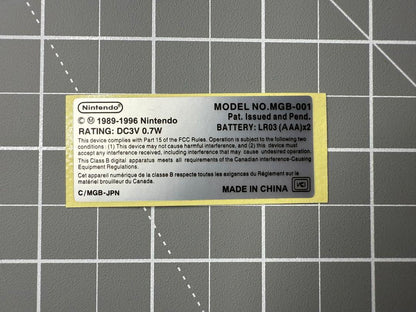 Nintendo®
MODEL NO.MGB-001
© Ⓜ 1989-1996 Nintendo
Pat. Issued and Pend.
RATING: DC3V 0.7W
BATTERY: LR03 (AAA)x2
This device complies with Part 15 of the FCC Rules. Operation is subject to the following two
conditions: (1) This device may not cause harmful interference, and (2) this device must
accept any interference received, including interference that may cause undesired operation.
This Class B digital apparatus meets all requirements of the Canadian Interference-Causing
Equipment Regulations.
Cet appareil numérique de la classe B respecte toutes les exigences du Règlement sur le
matériel brouilleur du Canada.
C/MGB-JPN
MADE IN CHINA